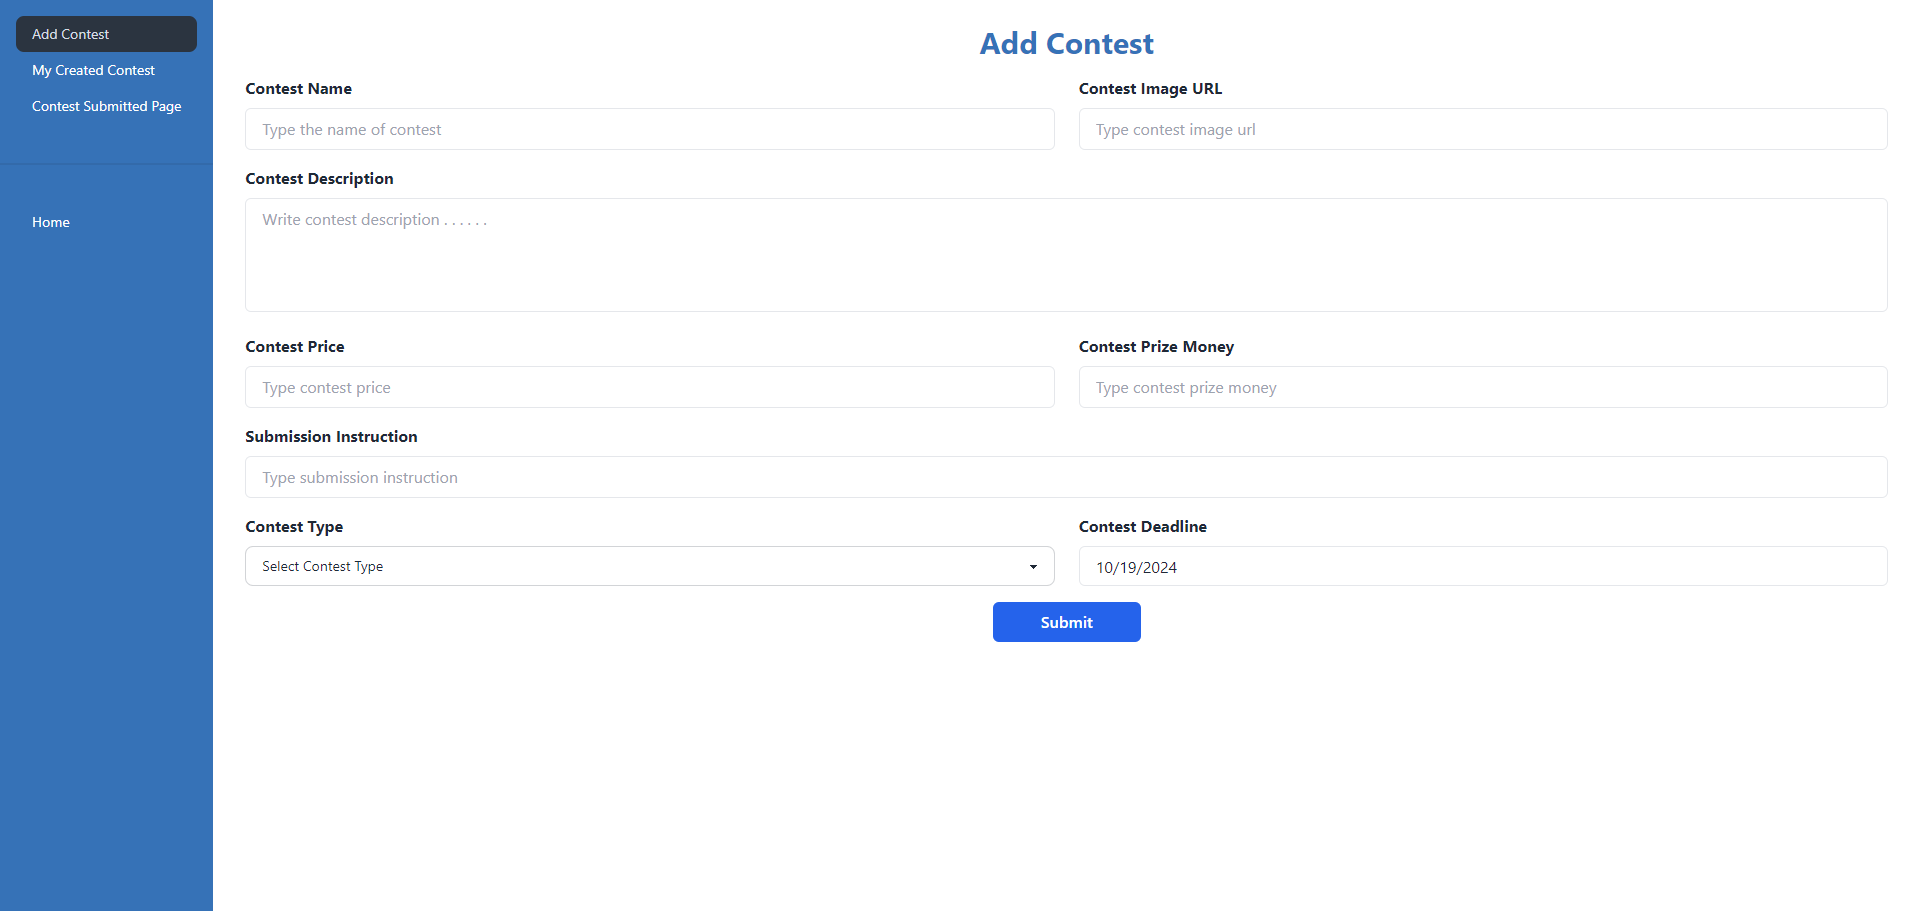 Add Contest
My Created Contest
Contest Submitted Page
Home
Add Contest
Contest Name
Type the name of contest
Contest Image URL
Type contest image url
Contest Description
Write contest description . . . . . .
Contest Price
Type contest price
Contest Prize Money
Type contest prize money
Submission Instruction
Type submission instruction
Contest Type
Select Contest Type
Contest Deadline
10/19/2024
Submit